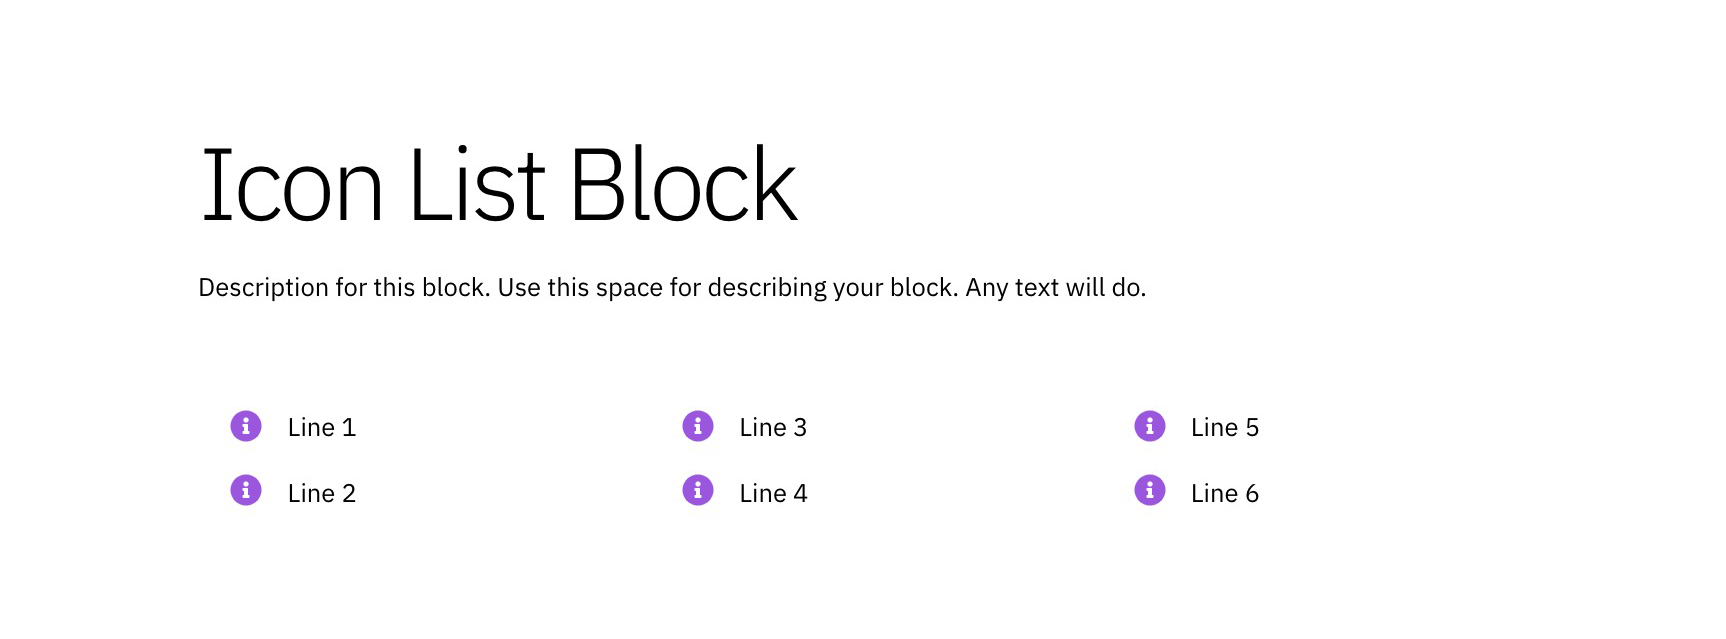 Icon List Block
Description for this block. Use this space for describing your block. Any text will do.
Line 1
Line 2
Line 3
Line 4
Line 5
Line 6